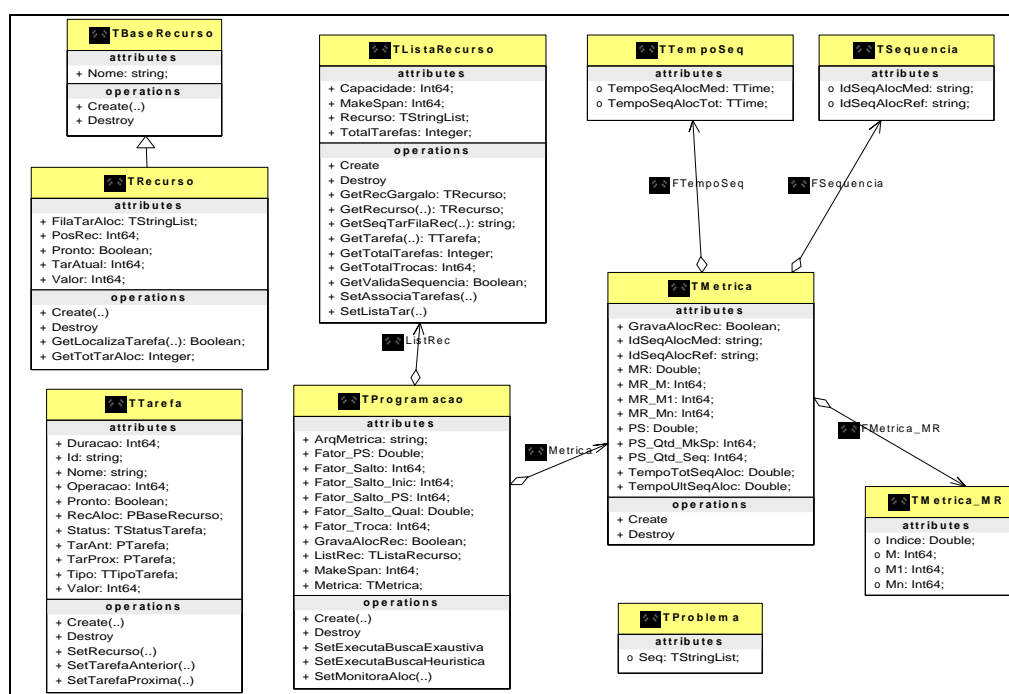 TBaseRecurso
attributes
+ Nome: string;
operations
+ Create(..)
+ Destroy
TListaRecurso
attributes
+ Capacidade: Int64;
+ MakeSpan: Int64;
+ Recurso: TStringList;
+ TotalTarefas: Integer;
operations
+ Create
+ Destroy
+ GetRecGargalo: TRecurso;
+ GetRecurso(..): TRecurso;
+ GetSeqTarFilaRec(..): string;
+ GetTarefa(..): TTarefa;
+ GetTotalTarefas: Integer;
+ GetTotalTrocas: Int64;
+ GetValidaSequencia: Boolean;
+ SetAssociaTarefas(..)
+ SetListaTar(..)
TTempoSeq
attributes
o TempoSeqAlocMed: TTime;
o TempoSeqAlocTot: TTime;
TSequencia
attributes
o IdSeqAlocMed: string;
o IdSeqAlocRef: string;
TRecurso
attributes
+ FilaTarAloc: TStringList;
+ PosRec: Int64;
+ Pronto: Boolean;
+ TarAtual: Int64;
+ Valor: Int64;
operations
+ Create(..)
+ Destroy
+ GetLocalizaTarefa(..): Boolean;
+ GetTotTarAloc: Integer;
FTempoSeq
FSequencia
TMetrica
attributes
+ GravaAlocRec: Boolean;
+ IdSeqAlocMed: string;
+ IdSeqAlocRef: string;
+ MR: Double;
+ MR_M: Int64;
+ MR_M1: Int64;
+ MR_Mn: Int64;
+ PS: Double;
+ PS_Qtd_MkSp: Int64;
+ PS_Qtd_Seq: Int64;
+ TempoTotSeqAloc: Double;
+ TempoUltSeqAloc: Double;
operations
+ Create
+ Destroy
ListRec
TTarefa
attributes
+ Duracao: Int64;
+ Id: string;
+ Nome: string;
+ Operacao: Int64;
+ Pronto: Boolean;
+ RecAloc: PBaseRecurso;
+ Status: TStatusTarefa;
+ TarAnt: PTarefa;
+ TarProx: PTarefa;
+ Tipo: TTipoTarefa;
+ Valor: Int64;
operations
+ Create(..)
+ Destroy
+ SetRecurso(..)
+ SetTarefaAnterior(..)
+ SetTarefaProxima(..)
TProgramacao
attributes
+ ArqMetrica: string;
+ Fator_PS: Double;
+ Fator_Salto: Int64;
+ Fator_Salto_Inic: Int64;
+ Fator_Salto_PS: Int64;
+ Fator_Salto_Qual: Double;
+ Fator_Troca: Int64;
+ GravaAlocRec: Boolean;
+ ListRec: TListaRecurso;
+ MakeSpan: Int64;
+ Metrica: TMetrica;
operations
+ Create(..)
+ Destroy
+ SetExecutaBuscaExaustiva
+ SetExecutaBuscaHeuristica
+ SetMonitoraAloc(..)
Metrica
FMetrica_MR
TMetrica_MR
attributes
o Indice: Double;
o M: Int64;
o M1: Int64;
o Mn: Int64;
TProblema
attributes
o Seq: TStringList;